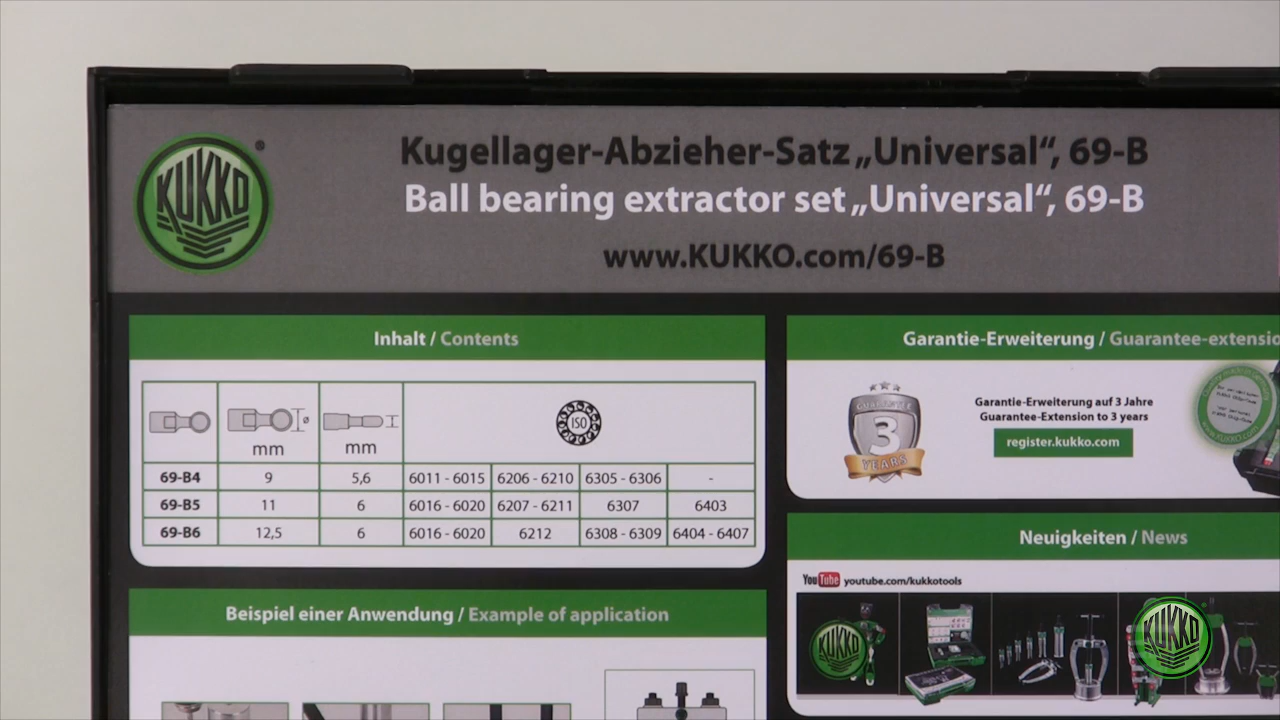 KUKKO
®
Kugellager-Abzieher-Satz „Universal“, 69-B
Ball bearing extractor set „Universal“, 69-B
www.KUKKO.com/69-B
Inhalt / Contents
mm mm ISO
69-B4 9 5,6 6011 - 6015 6206 - 6210 6305 - 6306 -
69-B5 11 6 6016 - 6020 6207 - 6211 6307 6403
69-B6 12,5 6 6016 - 6020 6212 6308 - 6309 6404 - 6407
Beispiel einer Anwendung / Example of application
Garantie-Erweiterung / Guarantee-extensio
GUARANTEE
3
YEARS
Garantie-Erweiterung auf 3 Jahre
Guarantee-Extension to 3 years
register.kukko.com
Neuigkeiten / News
YouTube youtube.com/kukkotools
KUKKO
KUKKO